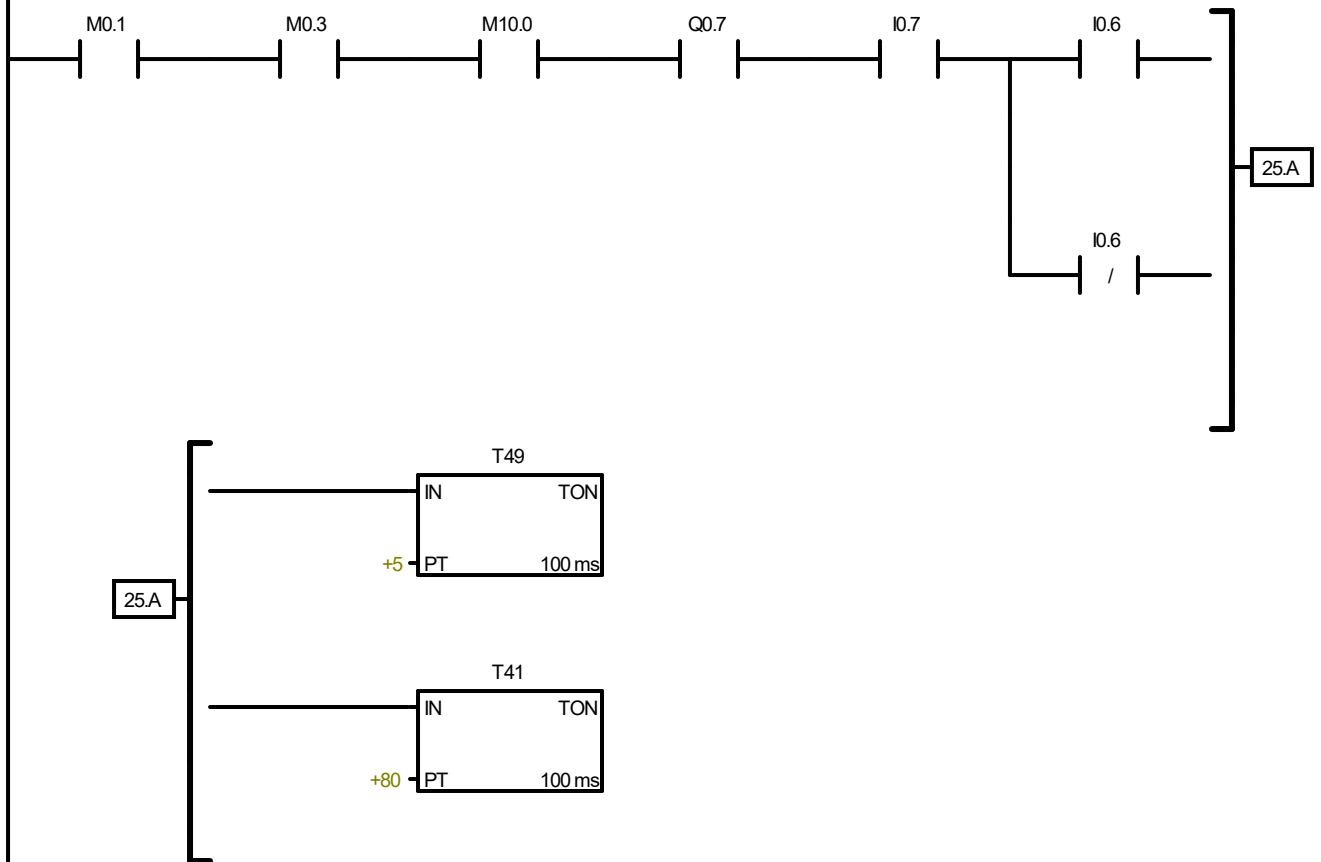 M0.1 M0.3 M10.0 Q0.7 I0.7 I0.6
25.A
I0.6
/
T49
IN TON
+5 PT 100 ms
25.A
T41
IN TON
+80 PT 100 ms